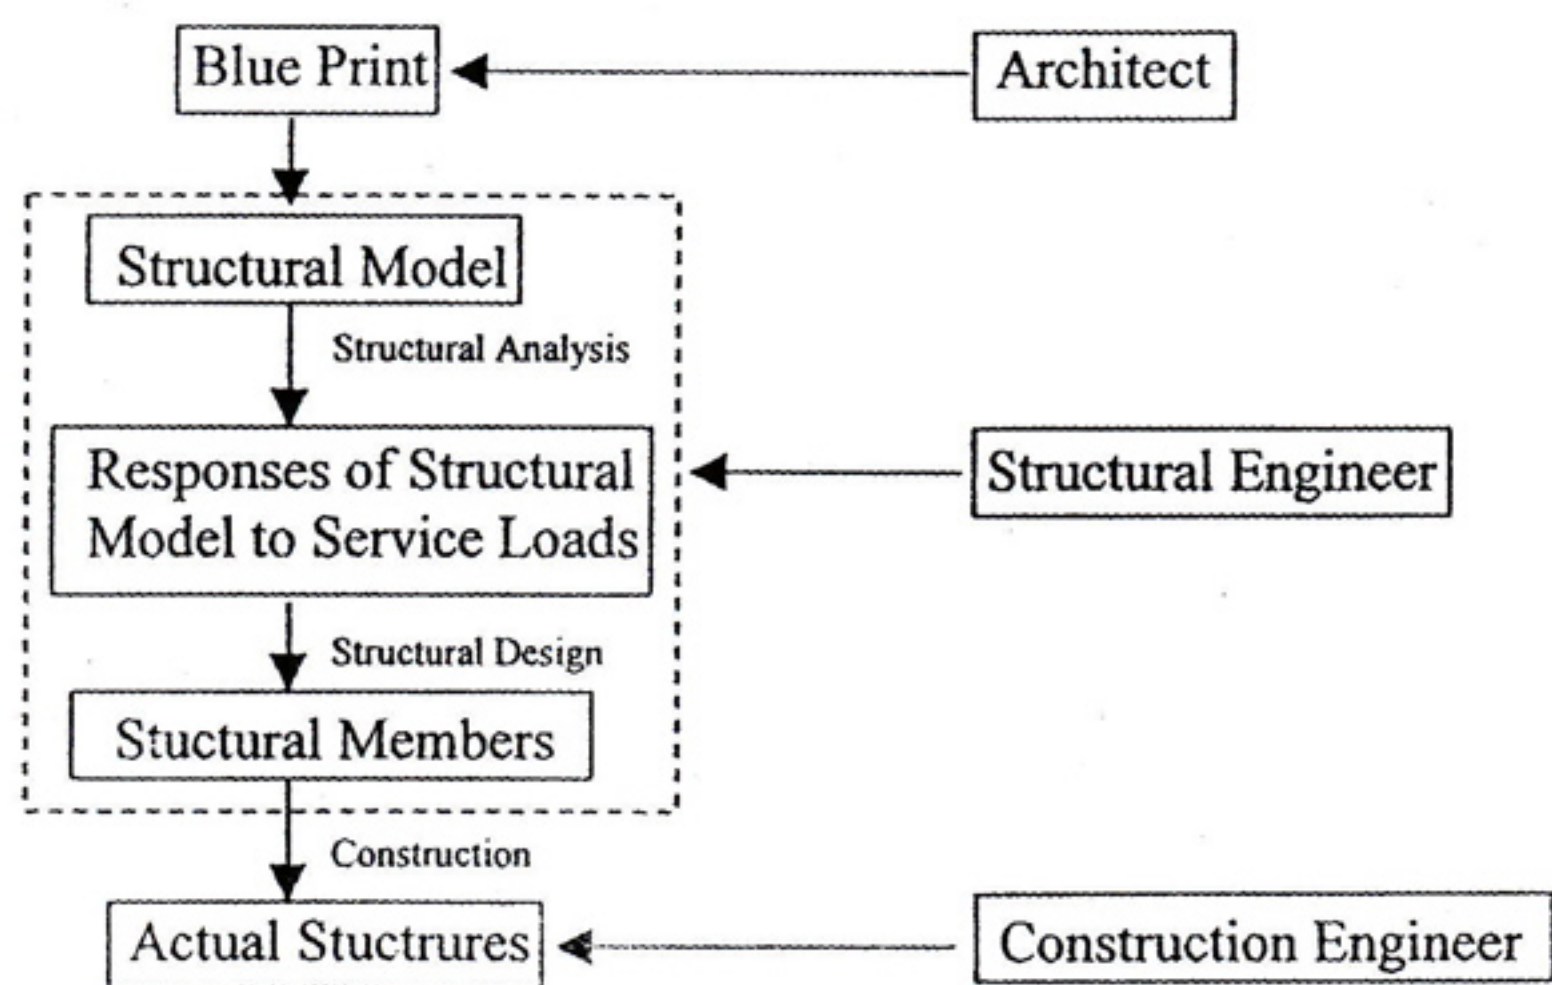 Blue Print
Architect
Structural Model
Structural Analysis
Responses of Structural
Model to Service Loads
Structural Engineer
Structural Design
Stuctural Members
Construction
Actual Stuctrures
Construction Engineer